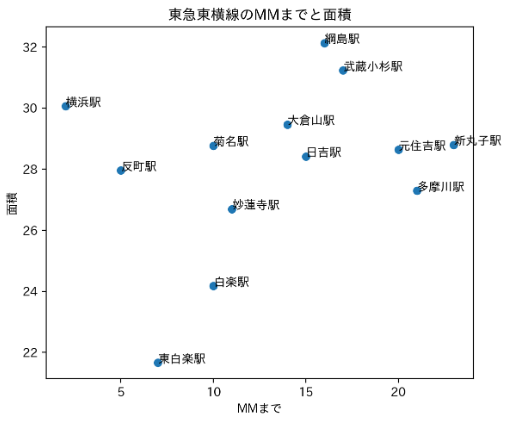 東急東横線のMMまでと面積
綱島駅
武蔵小杉駅
横浜駅
大倉山駅
菊名駅
新丸子駅
元住吉駅
日吉駅
反町駅
多摩川駅
妙蓮寺駅
白楽駅
東白楽駅
面積
32
30
28
26
24
22
5
10
15
20
MMまで